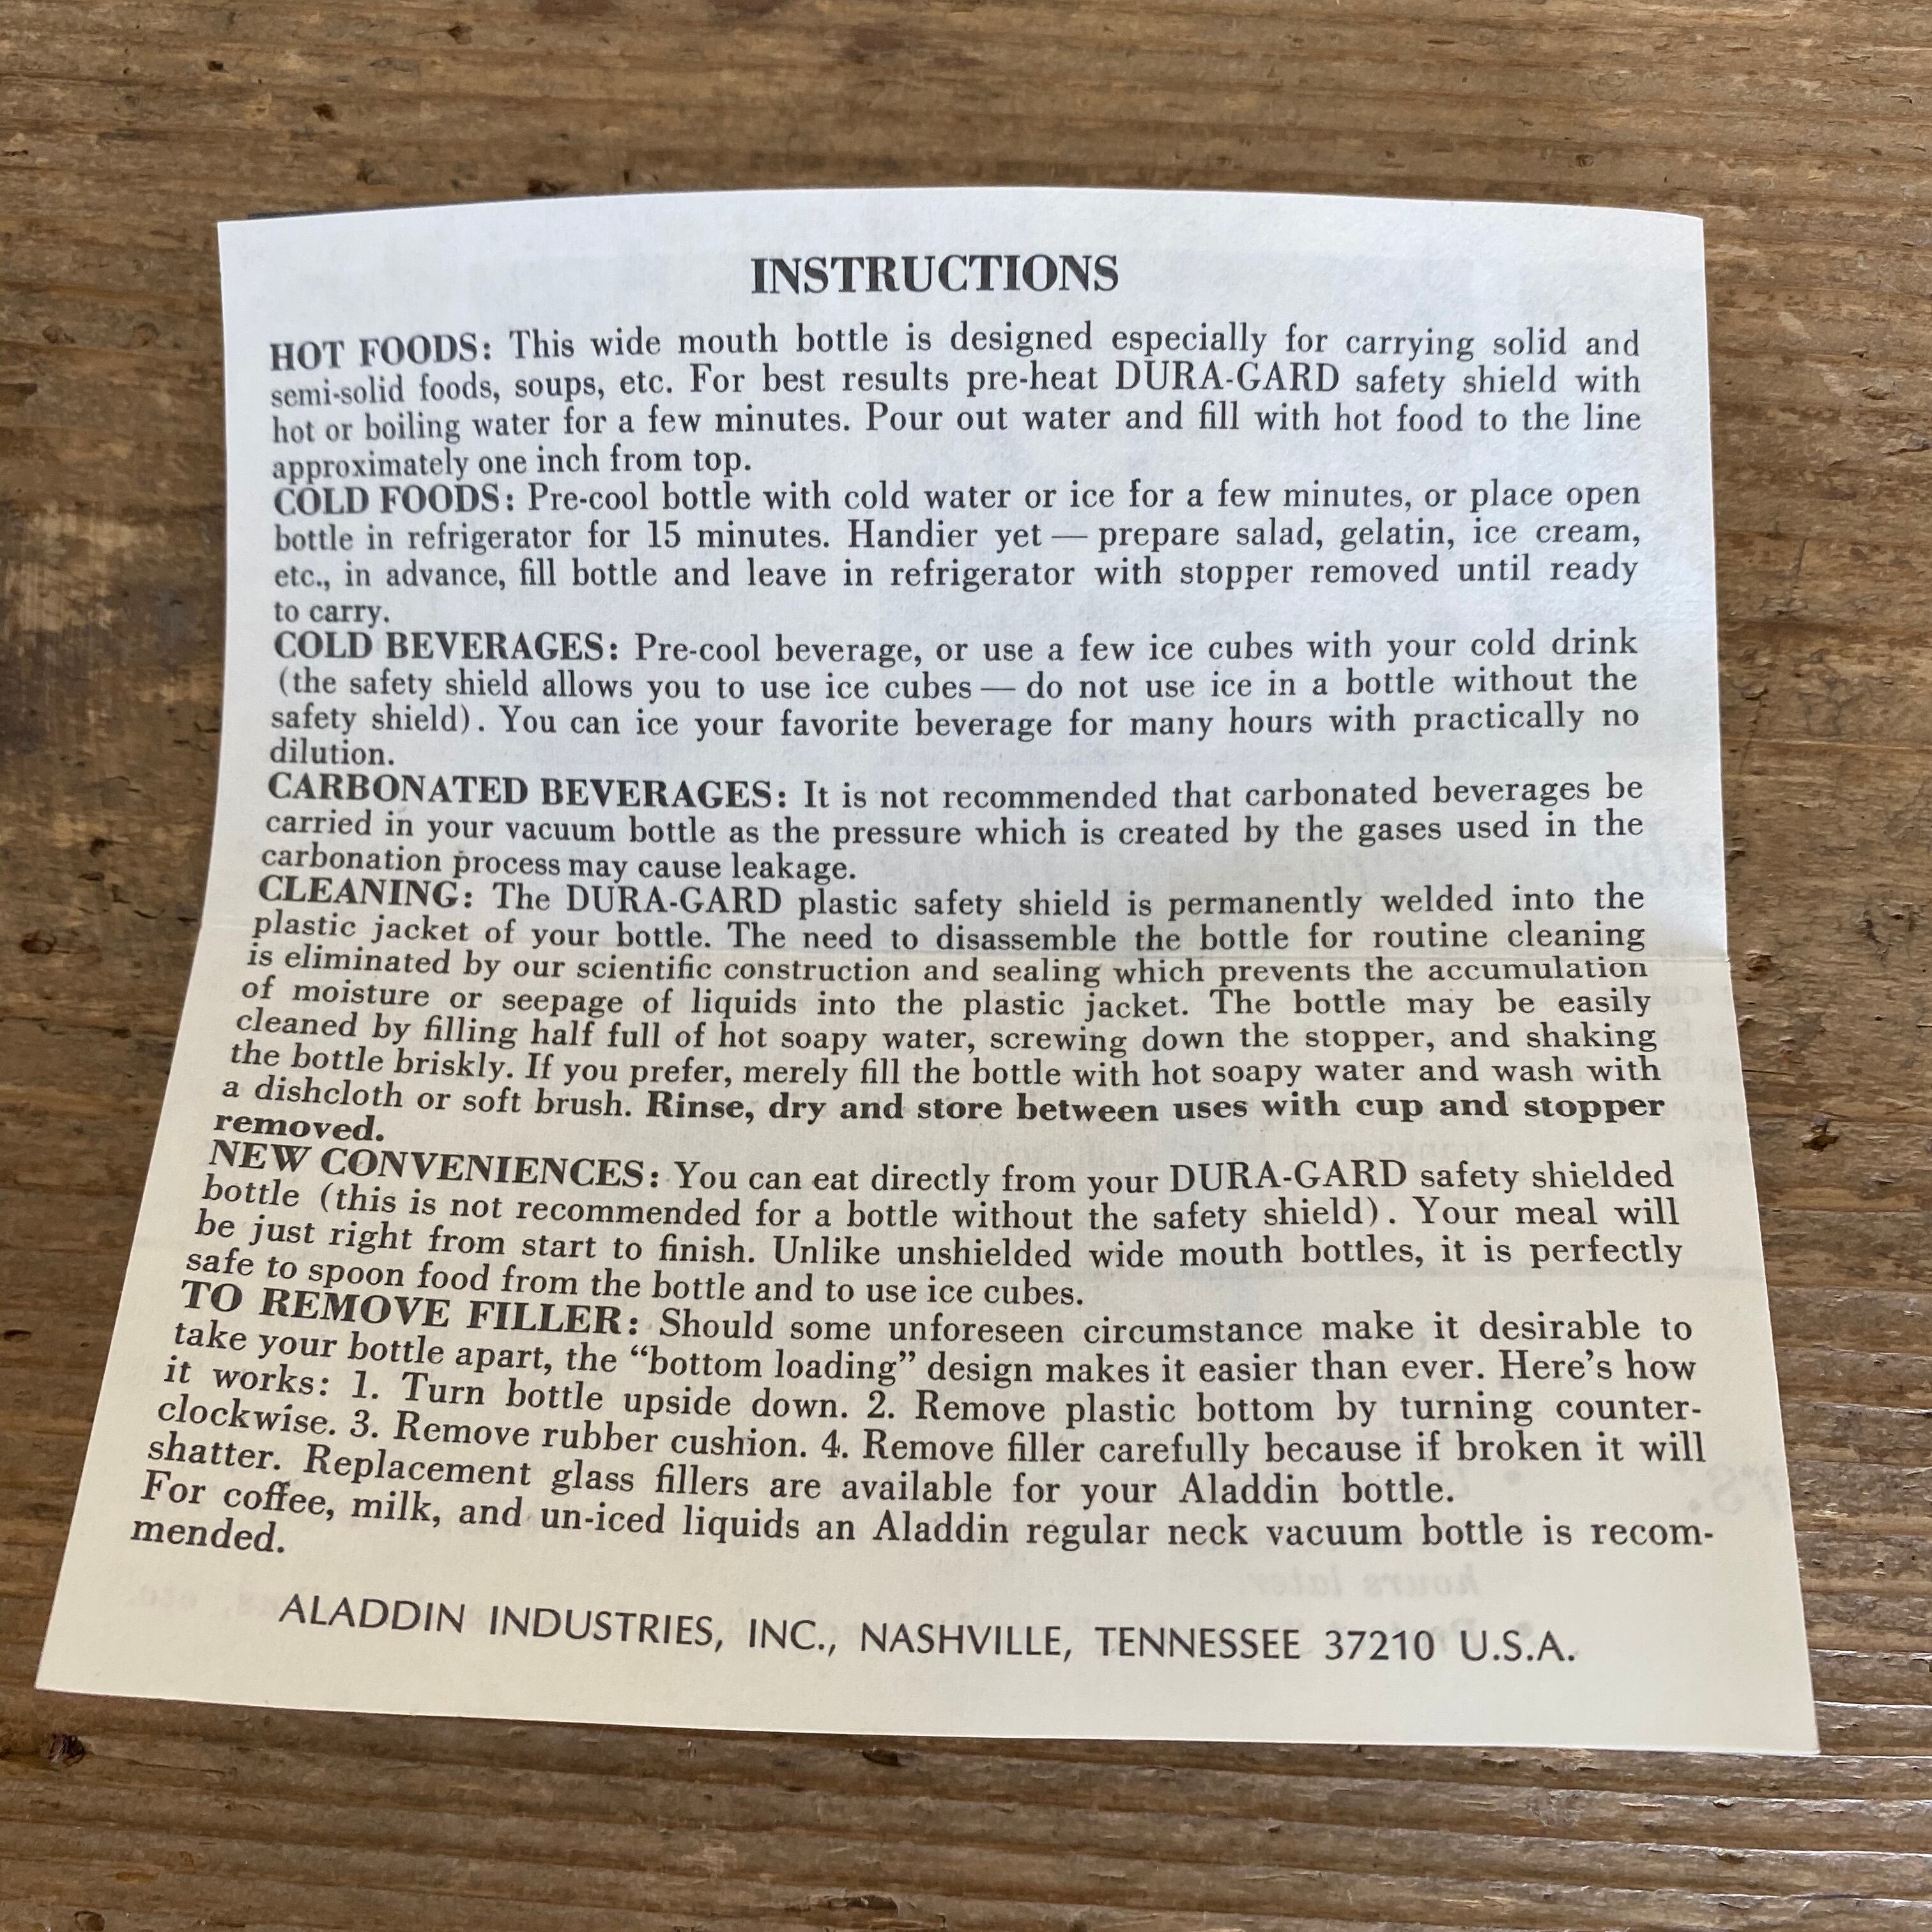 INSTRUCTIONS
HOT FOODS: This wide mouth bottle is designed especially for carrying solid and
semi-solid foods, soups, etc. For best results pre-heat DURA-GARD safety shield with
hot or boiling water for a few minutes. Pour out water and fill with hot food to the line
approximately one inch from top.
COLD FOODS: Pre-cool bottle with cold water or ice for a few minutes, or place open
bottle in refrigerator for 15 minutes. Handier yet — prepare salad, gelatin, ice cream,
etc., in advance, fill bottle and leave in refrigerator with stopper removed until ready
to carry.
COLD BEVERAGES: Pre-cool beverage, or use a few ice cubes with your cold drink
(the safety shield allows you to use ice cubes — do not use ice in a bottle without the
safety shield). You can ice your favorite beverage for many hours with practically no
dilution.
CARBONATED BEVERAGES: It is not recommended that carbonated beverages be
carried in your vacuum bottle as the pressure which is created by the gases used in the
carbonation process may cause leakage.
CLEANING: The DURA-GARD plastic safety shield is permanently welded into the
plastic jacket of your bottle. The need to disassemble the bottle for routine cleaning
is eliminated by our scientific construction and sealing which prevents the accumulation
of moisture or seepage of liquids into the plastic jacket. The bottle may be easily
cleaned by filling half full of hot soapy water, screwing down the stopper, and shaking
the bottle briskly. If you prefer, merely fill the bottle with hot soapy water and wash with
a dishcloth or soft brush. Rinse, dry and store between uses with cup and stopper
removed.
NEW CONVENIENCES: You can eat directly from your DURA-GARD safety shielded
bottle (this is not recommended for a bottle without the safety shield). Your meal will
be just right from start to finish. Unlike unshielded wide mouth bottles, it is perfectly
safe to spoon food from the bottle and to use ice cubes.
TO REMOVE FILLER: Should some unforeseen circumstance make it desirable to
take your bottle apart, the “bottom loading” design makes it easier than ever. Here’s how
it works: 1. Turn bottle upside down. 2. Remove plastic bottom by turning counter-
clockwise. 3. Remove rubber cushion. 4. Remove filler carefully because if broken it will
shatter. Replacement glass fillers are available for your Aladdin bottle.
For coffee, milk, and un-iced liquids an Aladdin regular neck vacuum bottle is recom-
mended.
ALADDIN INDUSTRIES, INC., NASHVILLE, TENNESSEE 37210 U.S.A.